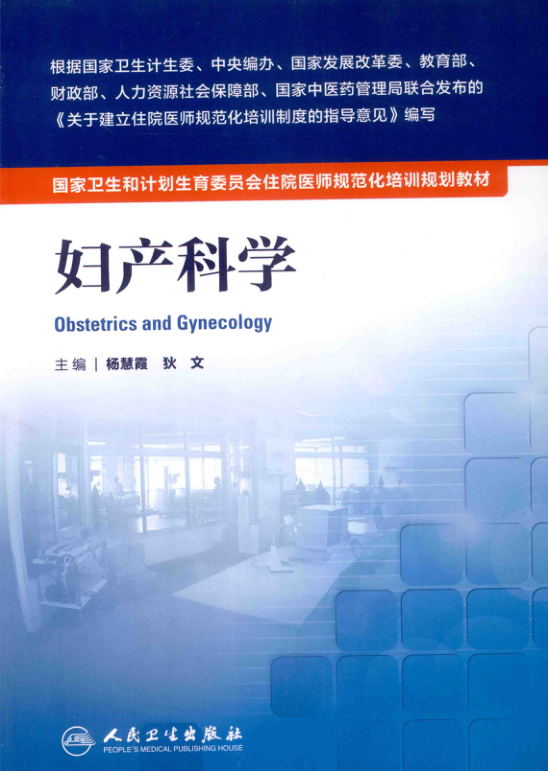 根据国家卫生计生委、中央编办、国家发展改革委、教育部、
财政部、人力资源社会保障部、国家中医药管理局联合发布的
《关于建立住院医师规范化培训制度的指导意见》编写
国家卫生和计划生育委员会住院医师规范化培训规划教材
妇产科学
Obstetrics and Gynecology
主编 | 杨慧霞 狄 文
人民卫生出版社
PEOPLE'S MEDICAL PUBLISHING HOUSE